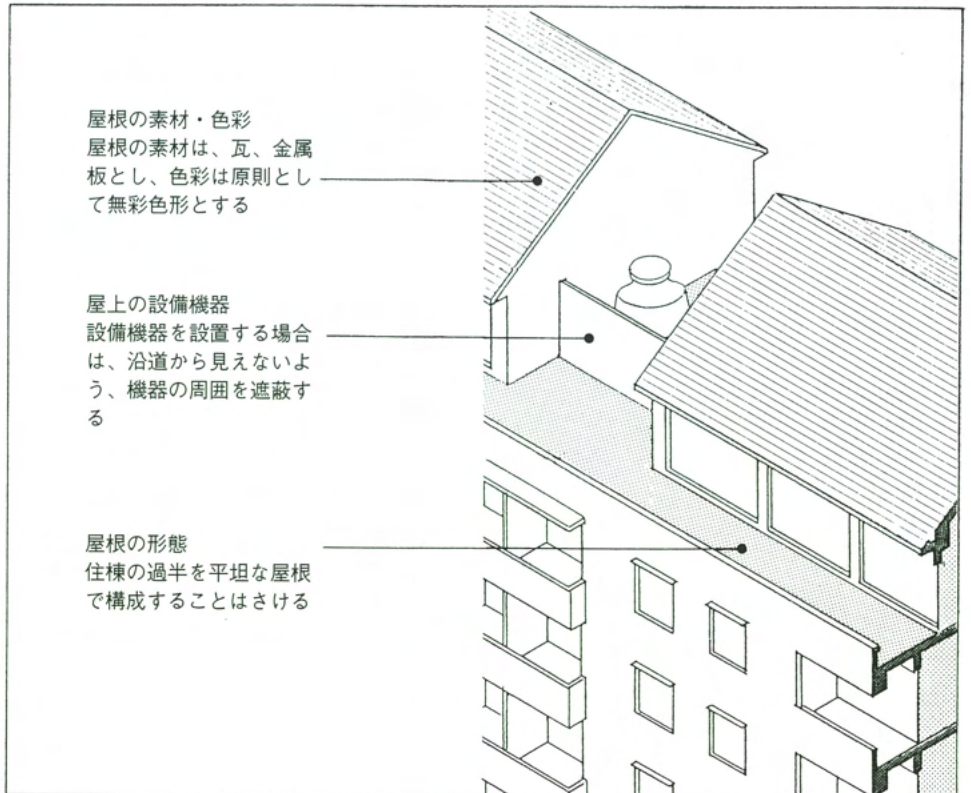 屋根の素材・色彩
屋根の素材は、瓦、金属
板とし、色彩は原則とし
て無彩色形とする
屋上の設備機器
設備機器を設置する場合
は、沿道から見えないよ
う、機器の周囲を遮蔽す
る
屋根の形態
住棟の過半を平坦な屋根
で構成することはさける